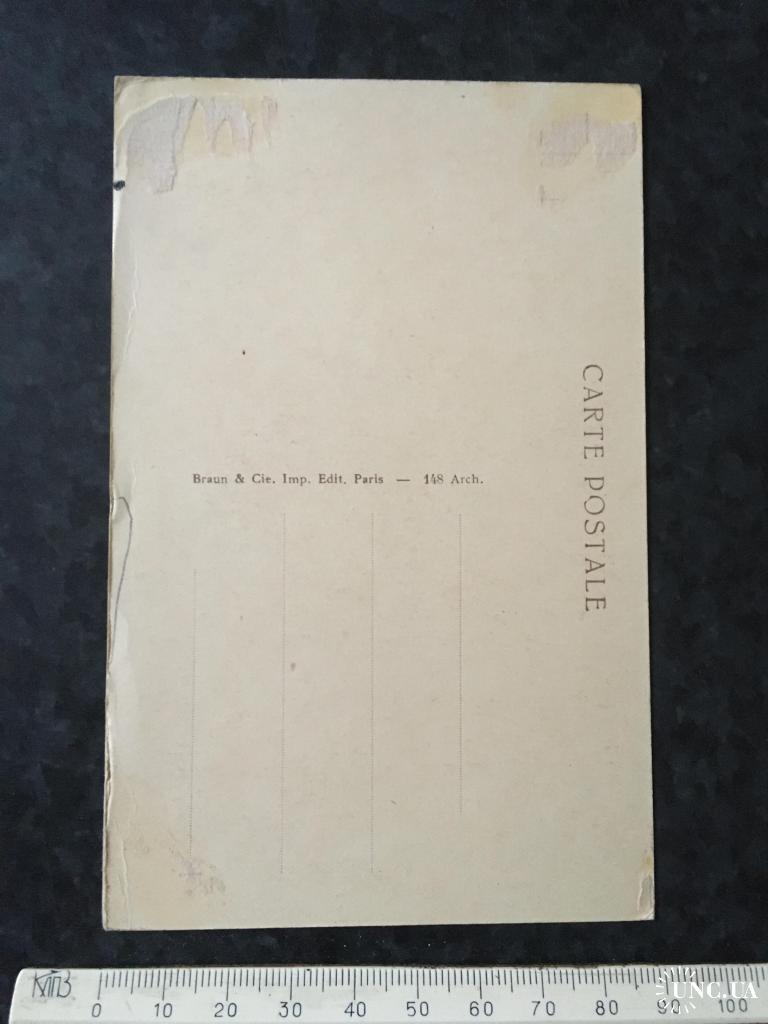 CARTE POSTALE
Braun & Cie. Imp. Edit. Paris — 148 Arch.
КПВ
0 10 20 30 40 50 60 70 80 90 100
UNC.UA